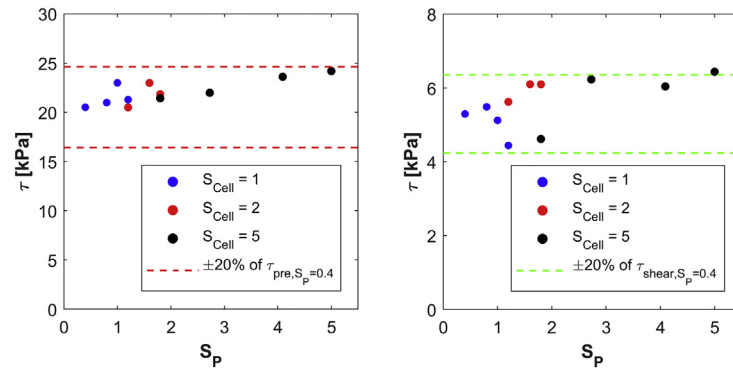 30
25
20
15
10
5
0
τ [kPa]
S_Cell = 1
S_Cell = 2
S_Cell = 5
±20% of τ_pre,S_P=0.4
0 1 2 3 4 5
S_P
8
6
4
2
0
τ [kPa]
S_Cell = 1
S_Cell = 2
S_Cell = 5
±20% of τ_shear,S_P=0.4
0 1 2 3 4 5
S_P